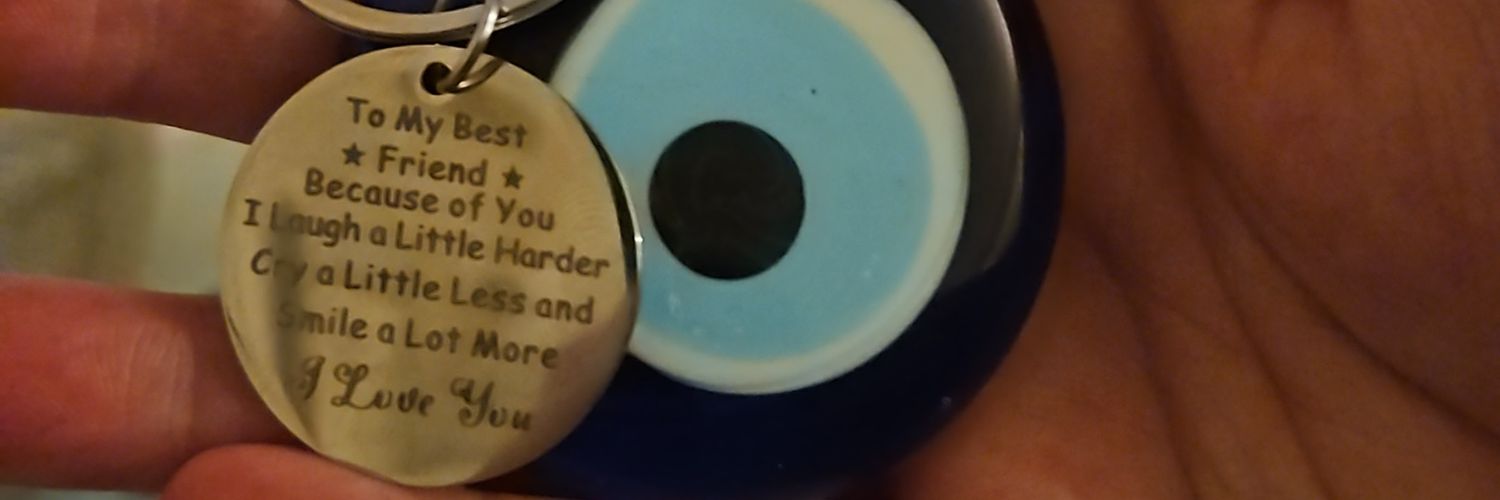 To My Best
★ Friend ★
Because of You
I Laugh a Little Harder
Cry a Little Less and
Smile a Lot More
I Love You